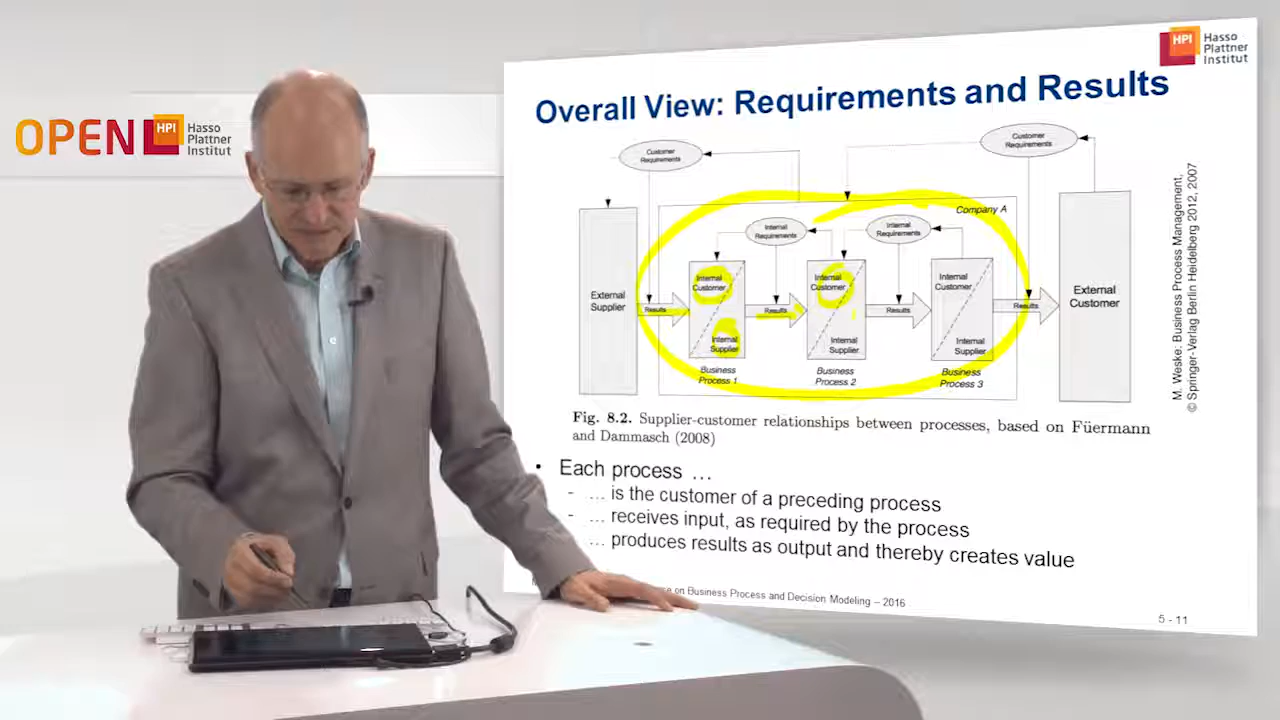 OPEN
HPI
Hasso
Plattner
Institut
HPI
Hasso
Plattner
Institut
Overall View: Requirements and Results
Customer
Requirements
Customer
Requirements
Company A
Internal
Requirements
Internal
Requirements
External
Supplier
Results
Internal
Customer
Internal
Supplier
Business
Process 1
Results
Internal
Customer
Internal
Supplier
Business
Process 2
Results
Internal
Customer
Internal
Supplier
Business
Process 3
Results
External
Customer
M. Weske: Business Process Management,
© Springer-Verlag Berlin Heidelberg 2012, 2007
Fig. 8.2. Supplier-customer relationships between processes, based on Füermann
and Dammasch (2008)
• Each process …
- … is the customer of a preceding process
- … receives input, as required by the process
… produces results as output and thereby creates value
on Business Process and Decision Modeling – 2016
5 - 11